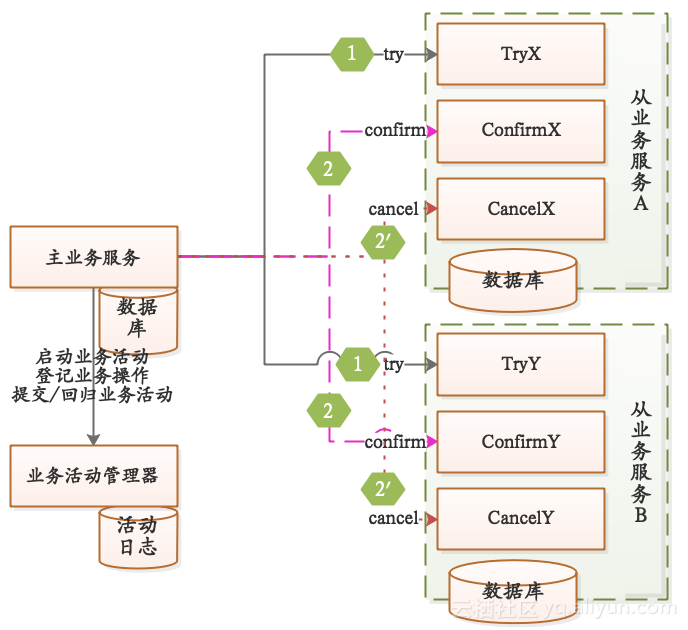 1
try
TryX
confirm
ConfirmX
2
cancel
CancelX
2′
从业务服务A
数据库
主业务服务
数据
库
启动业务活动
登记业务操作
提交/回归业务活动
1
try
TryY
2
confirm
ConfirmY
2′
cancel
CancelY
从业务服务B
数据库
业务活动管理器
活动
日志
云栖社区 yq.aliyun.com